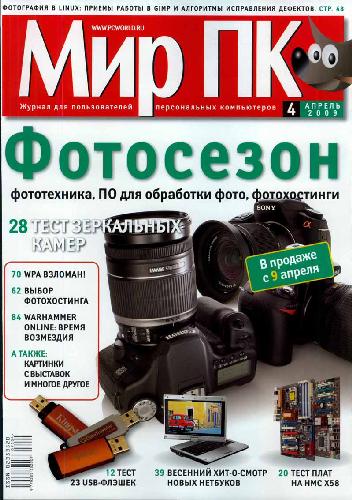 ФОТОГРАФИЯ В LINUX: ПРИЕМЫ РАБОТЫ В GIMP И АЛГОРИТМЫ ИСПРАВЛЕНИЯ ДЕФЕКТОВ. СТР. 48
WWW.PCWORLD.RU
Мир ПК
Журнал для пользователей персональных компьютеров
4 АПРЕЛЬ 2009
Фотосезон
фототехника, ПО для обработки фото, фотохостинги
28 ТЕСТ ЗЕРКАЛЬНЫХ
КАМЕР
SONY
α
В продаже
с 9 апреля
70 WPA ВЗЛОМАН!
62 ВЫБОР
ФОТОХОСТИНГА
84 WARHAMMER
ONLINE: ВРЕМЯ
ВОЗМЕЗДИЯ
А ТАКЖЕ:
КАРТИНКИ
С ВЫСТАВОК
И МНОГОЕ ДРУГОЕ
Kingston
12 ТЕСТ
23 USB-ФЛЭШЕК
39 ВЕСЕННИЙ ХИТ-О-СМОТР
НОВЫХ НЕТБУКОВ
20 ТЕСТ ПЛАТ
НА НМС X58